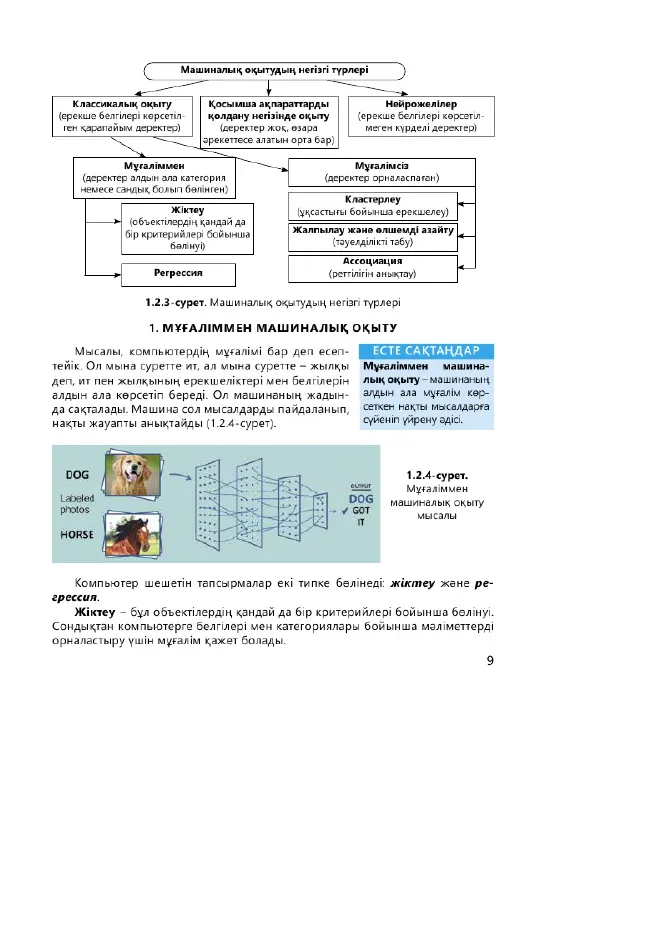 Машиналық оқытудың негізгі түрлері
Классикалық оқыту
(ерекше белгілері көрсетіл-
ген қарапайым деректер)
Қосымша ақпараттарды
қолдану негізінде оқыту
(деректер жоқ, өзара
әрекеттесе алатын орта бар)
Нейрожелілер
(ерекше белгілері көрсетіл-
меген күрделі деректер)
Мұғаліммен
(деректер алдын ала категория
немесе сандық болып бөлінген)
Мұғалімсіз
(деректер орналаспаған)
Жіктеу
(объектілердің қандай да
бір критерийлері бойынша
бөлінуі)
Регрессия
Кластерлеу
(ұқсастығы бойынша ерекшелеу)
Жалпылау және өлшемді азайту
(тәуелділікті табу)
Ассоциация
(реттілігін анықтау)
1.2.3-сурет. Машиналық оқытудың негізгі түрлері
1. МҰҒАЛІММЕН МАШИНАЛЫҚ ОҚЫТУ
Мысалы, компьютердің мұғалімі бар деп есеп-
тейік. Ол мына суретте ит, ал мына суретте – жылқы
деп, ит пен жылқының ерекшеліктері мен белгілерін
алдын ала көрсетіп береді. Ол машинаның жадын-
да сақталады. Машина сол мысалдарды пайдаланып,
нақты жауапты анықтайды (1.2.4-сурет).
ЕСТЕ САҚТАҢДАР
Мұғаліммен машина-
лық оқыту – машинаның
алдын ала мұғалім көр-
сеткен нақты мысалдарға
сүйеніп үйрену әдісі.
DOG
Labeled
photos
HORSE
OUTPUT
DOG
✓ GOT
IT
1.2.4-сурет.
Мұғаліммен
машиналық оқыту
мысалы
Компьютер шешетін тапсырмалар екі типке бөлінеді: жіктеу және ре-
грессия.
Жіктеу – бұл объектілердің қандай да бір критерийлері бойынша бөлінуі.
Сондықтан компьютерге белгілері мен категориялары бойынша мәліметтерді
орналастыру үшін мұғалім қажет болады.
9